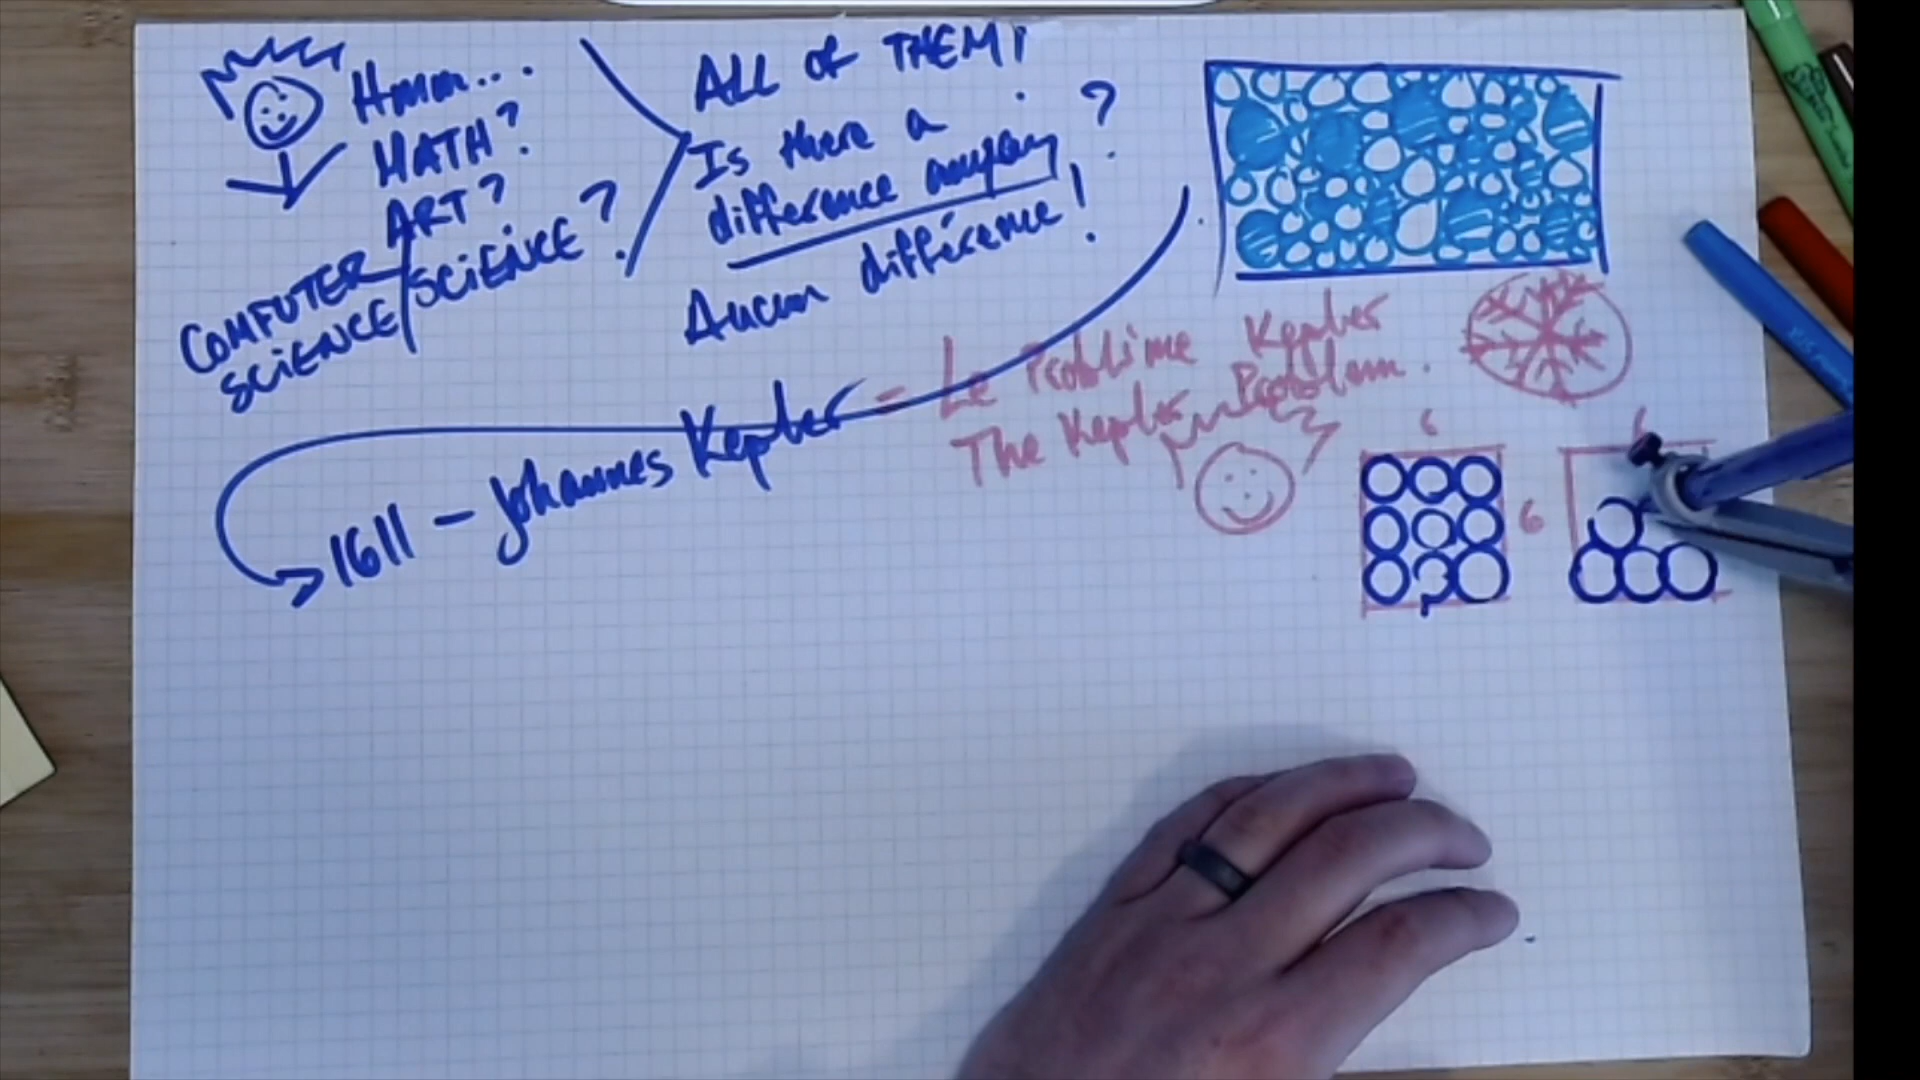 Hmm...
MATH?
ART?
COMPUTER
SCIENCE/SCIENCE?
ALL OF THEM!
Is there a
difference anyway?
Aucun différence!
1611 - Johannes Kepler = Le Problime Kepler
The Kepler Problem.
6
6
6